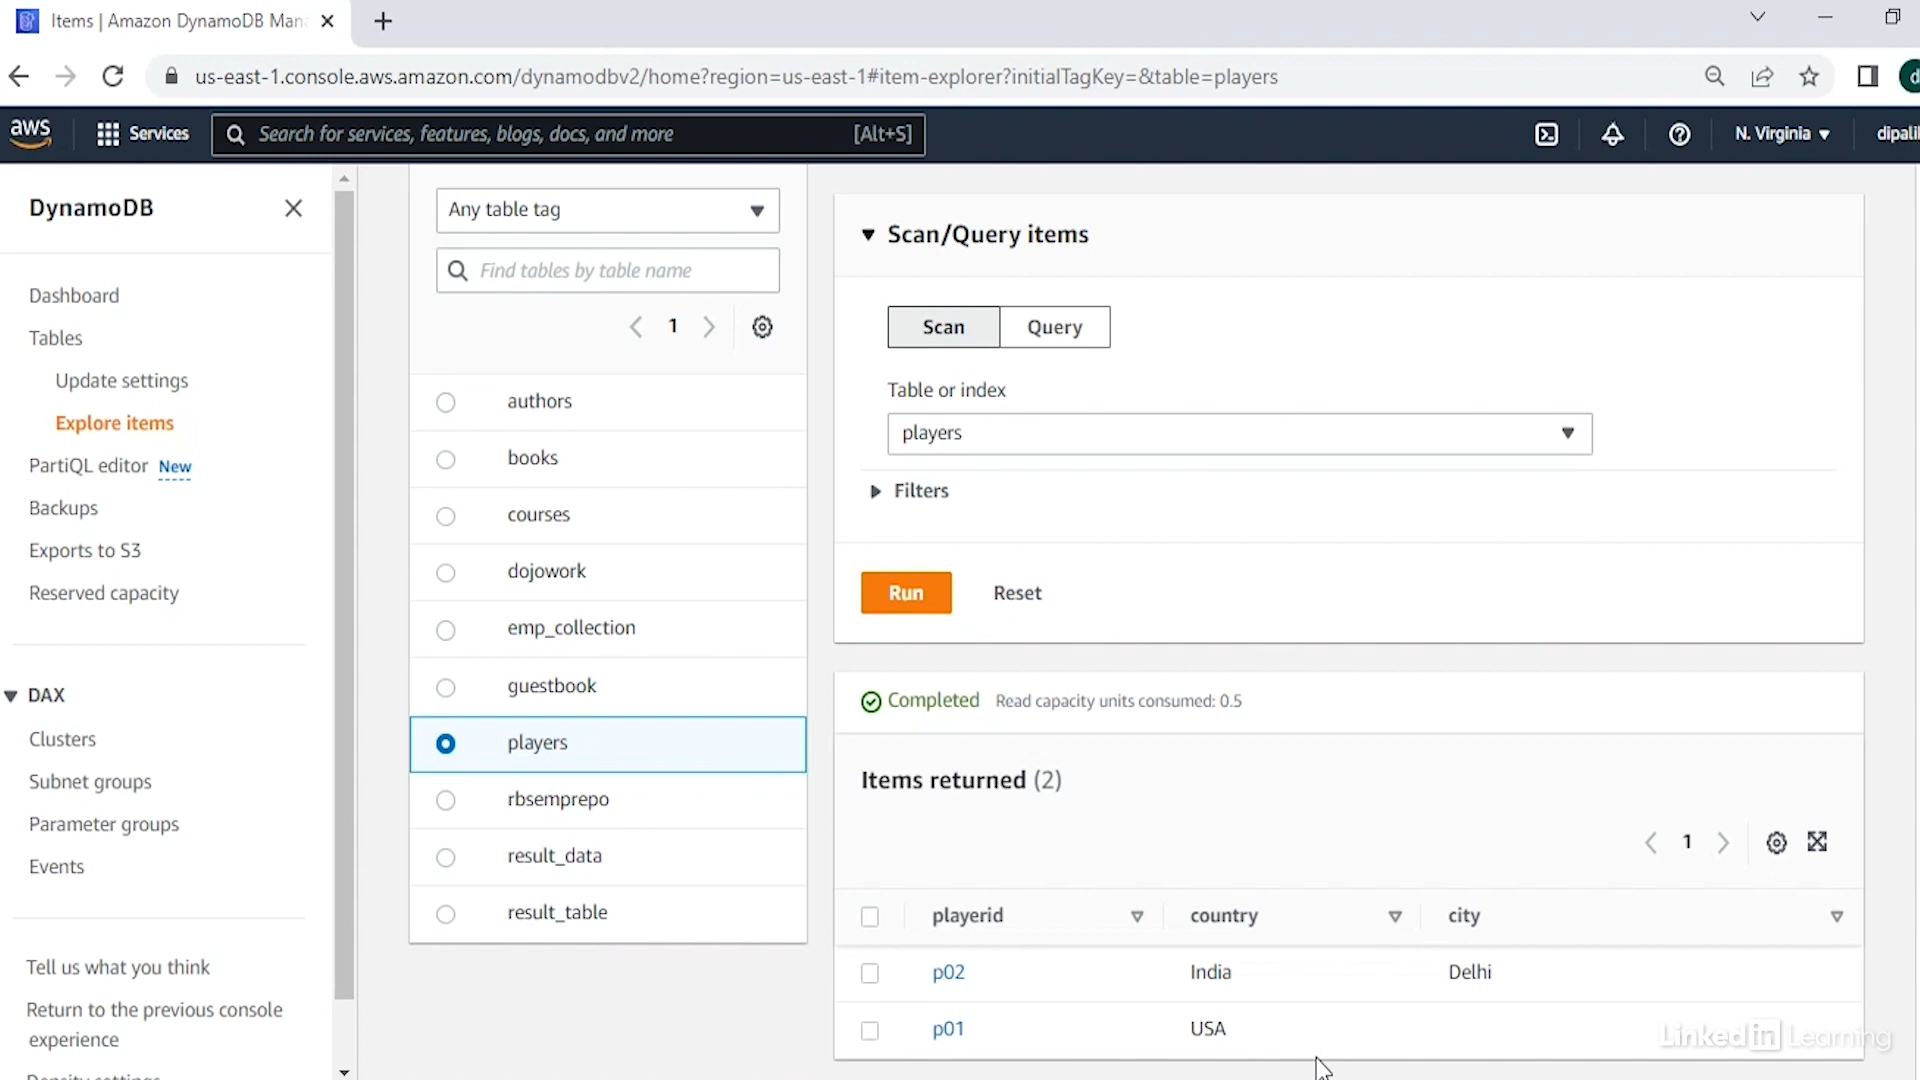 Items | Amazon DynamoDB Man
us-east-1.console.aws.amazon.com/dynamodbv2/home?region=us-east-1#item-explorer?initialTagKey=&table=players
d
aws
Services
Search for services, features, blogs, docs, and more
[Alt+S]
N. Virginia
dipali
DynamoDB
Dashboard
Tables
Update settings
Explore items
PartiQL editor New
Backups
Exports to S3
Reserved capacity
DAX
Clusters
Subnet groups
Parameter groups
Events
Tell us what you think
Return to the previous console
experience
Density settings
Any table tag
Find tables by table name
1
authors
books
courses
dojowork
emp_collection
guestbook
players
rbsemprepo
result_data
result_table
Scan/Query items
Scan
Query
Table or index
players
Filters
Run
Reset
Completed
Read capacity units consumed: 0.5
Items returned (2)
1
playerid country city
p02 India Delhi
p01 USA
Linked in Learning